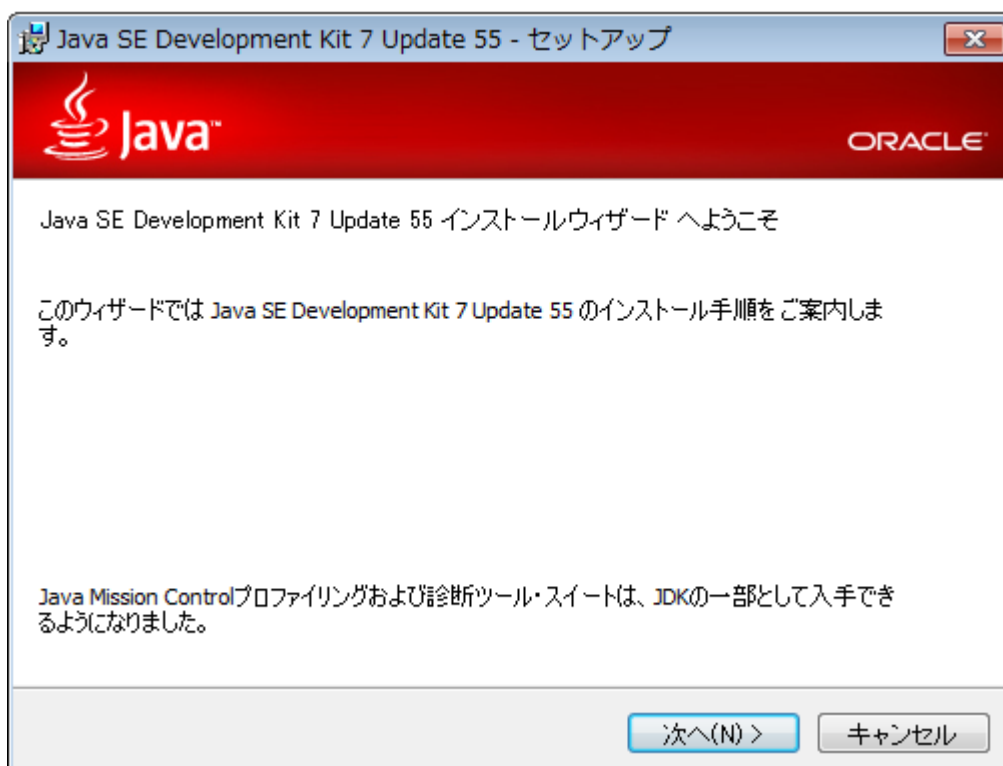 Java SE Development Kit 7 Update 55 - セットアップ
Java™
ORACLE
Java SE Development Kit 7 Update 55 インストールウィザード へようこそ
このウィザードでは Java SE Development Kit 7 Update 55 のインストール手順をご案内しま
す。
Java Mission Controlプロファイリングおよび診断ツール・スイートは、JDKの一部として入手でき
るようになりました。
次へ(N) >
キャンセル